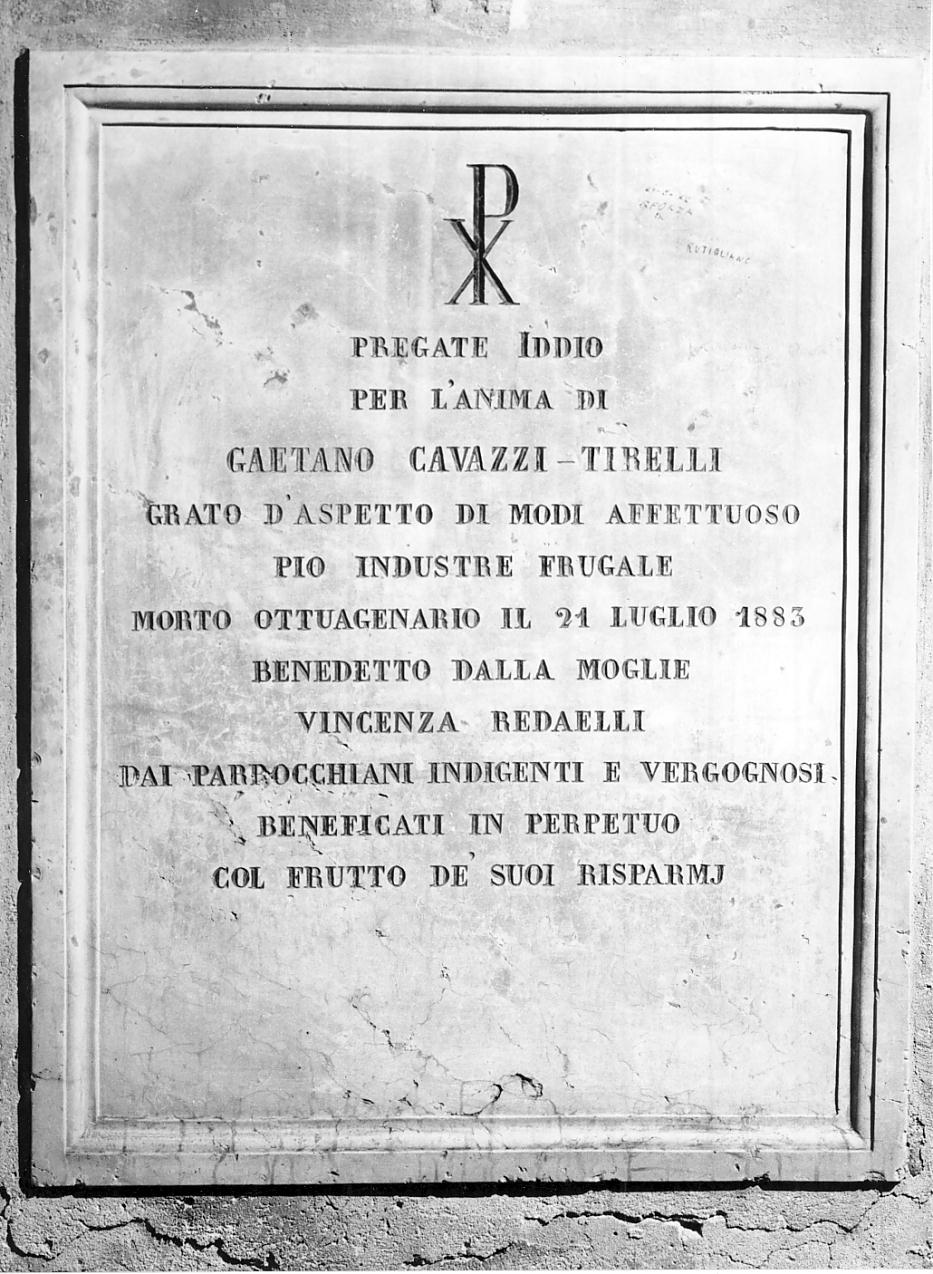 PX
PREGATE IDDIO
PER L'ANIMA DI
GAETANO CAVAZZI-TIRELLI
GRATO D'ASPETTO DI MODI AFFETTUOSO
PIO INDUSTRE FRUGALE
MORTO OTTUAGENARIO IL 21 LUGLIO 1883
BENEDETTO DALLA MOGLIE
VINCENZA REDAELLI
DAI PARROCCHIANI INDIGENTI E VERGOGNOSI
BENEFICATI IN PERPETUO
COL FRUTTO DE' SUOI RISPARMJ
RUTIGLIANO